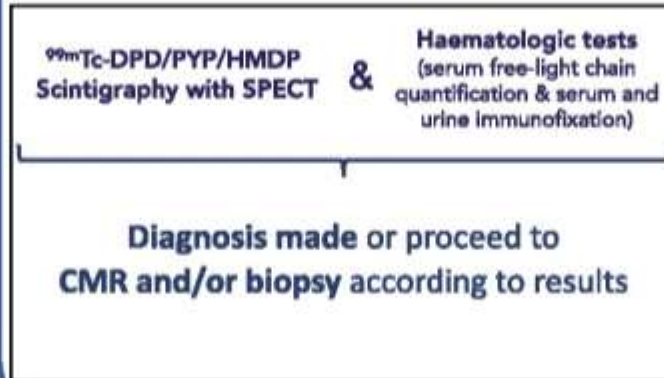 ⁹⁹ᵐTc-DPD/PYP/HMDP
Scintigraphy with SPECT
&
Haematologic tests
(serum free-light chain
quantification & serum and
urine immunofixation)
Diagnosis made or proceed to
CMR and/or biopsy according to results